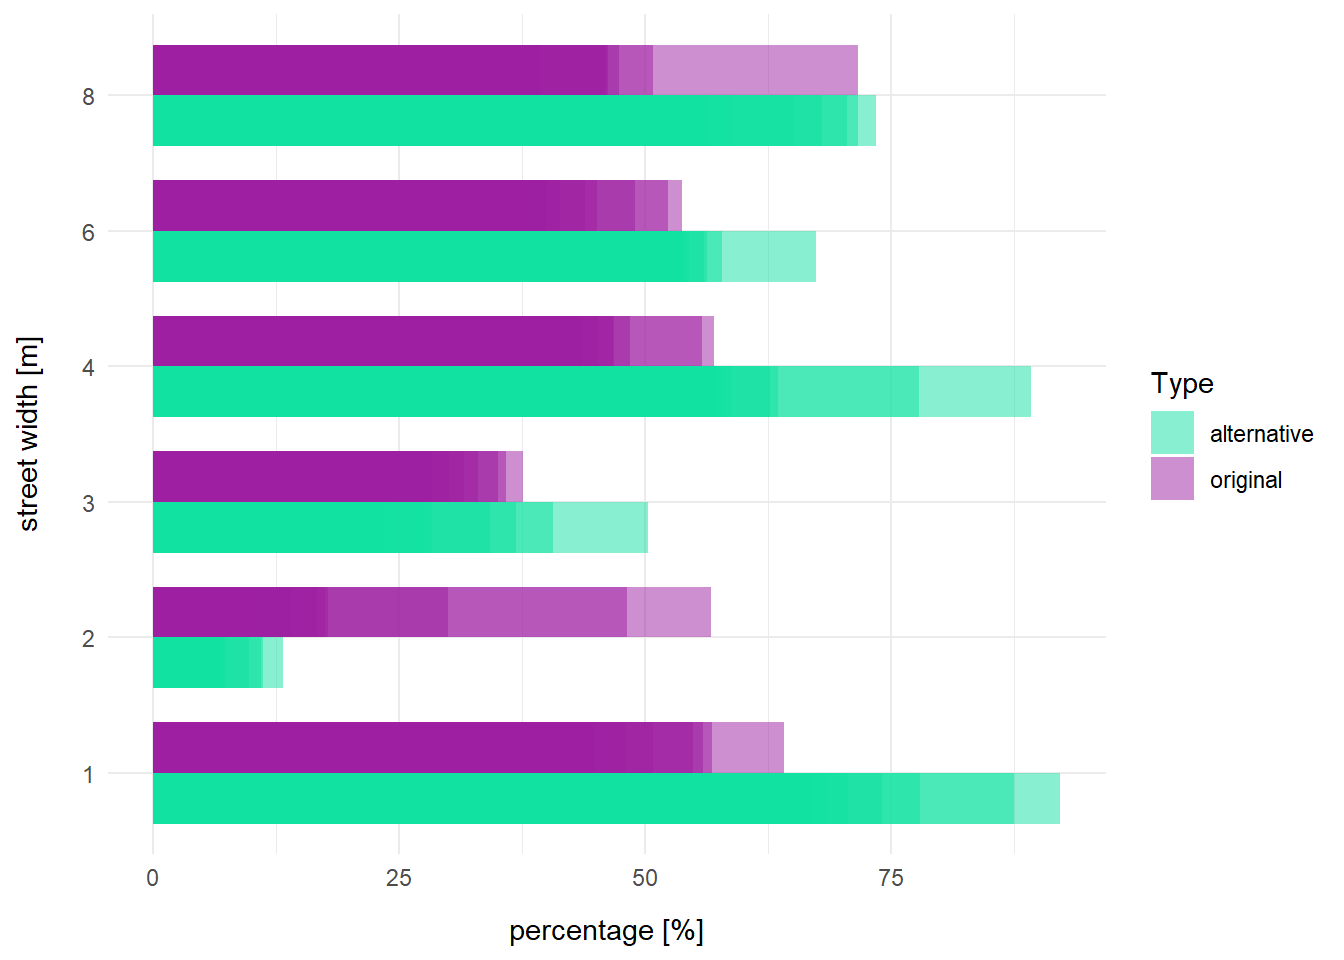 8
6
4
3
2
1
street width [m]
0 25 50 75
percentage [%]
Type
alternative
original